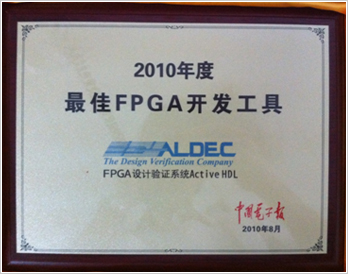 2010年度
最佳FPGA开发工具
ALDEC
The Design Verification Company
FPGA设计验证系统Active HDL
中国电子报
2010年8月